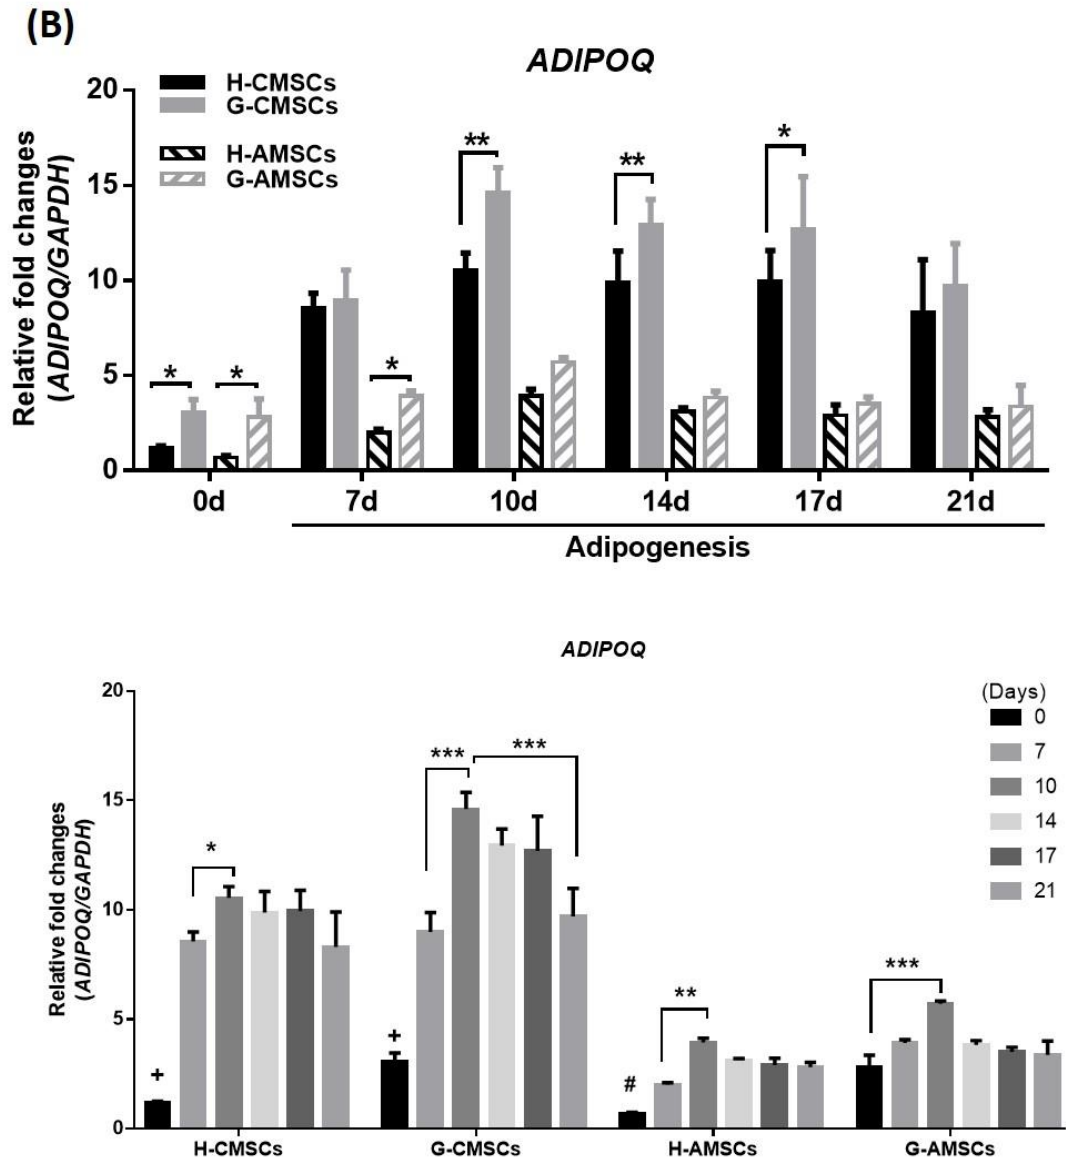 (B)
ADIPOQ
H-CMSCs
G-CMSCs
H-AMSCs
G-AMSCs
Relative fold changes
(ADIPOQ/GAPDH)
20
15
10
5
0
*
*
*
**
**
*
0d 7d 10d 14d 17d 21d
Adipogenesis
ADIPOQ
(Days)
0
7
10
14
17
21
Relative fold changes
(ADIPOQ/GAPDH)
20
15
10
5
0
+
*
+
***
***
#
**
***
H-CMSCs G-CMSCs H-AMSCs G-AMSCs